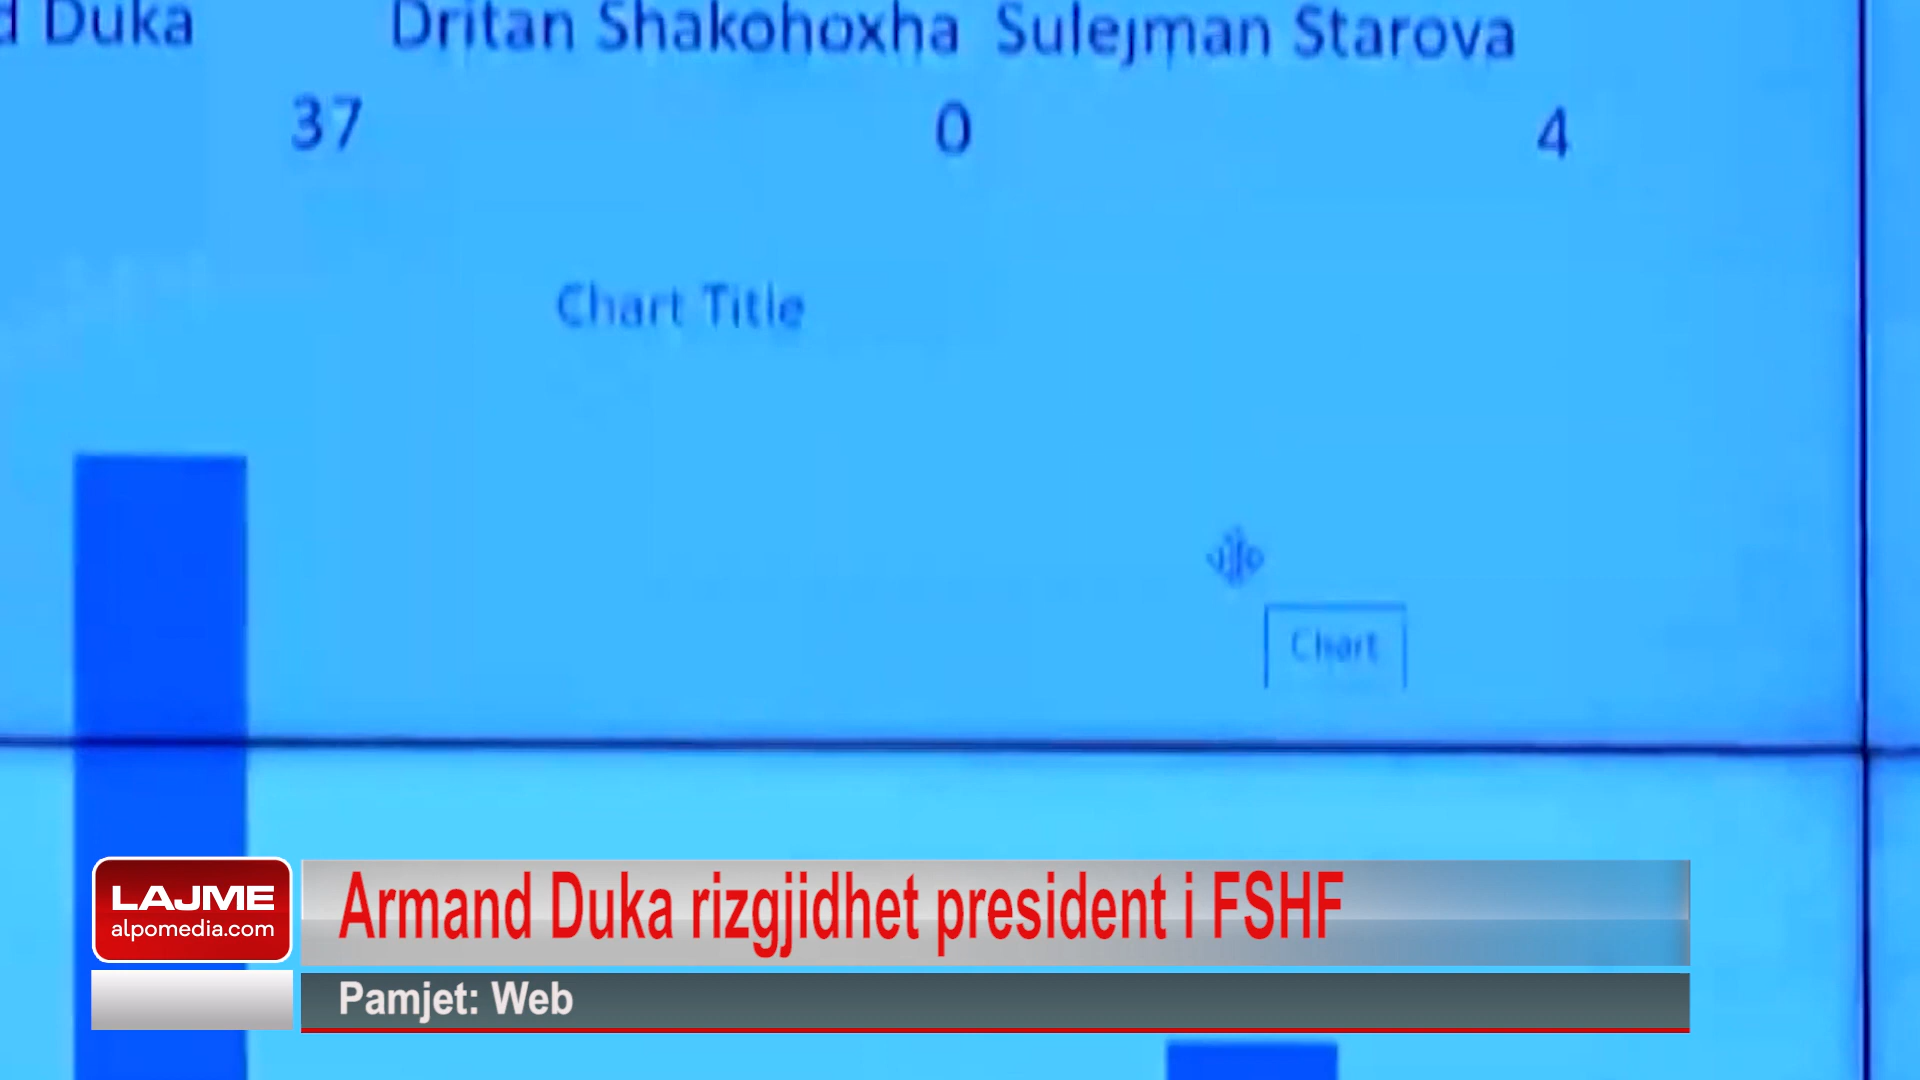 d Duka Dritan Shakohoxha Sulejman Starova
37 0 4
Chart Title
Chart
LAJME
alpomedia.com
Armand Duka rizgjidhet president i FSHF
Pamjet: Web